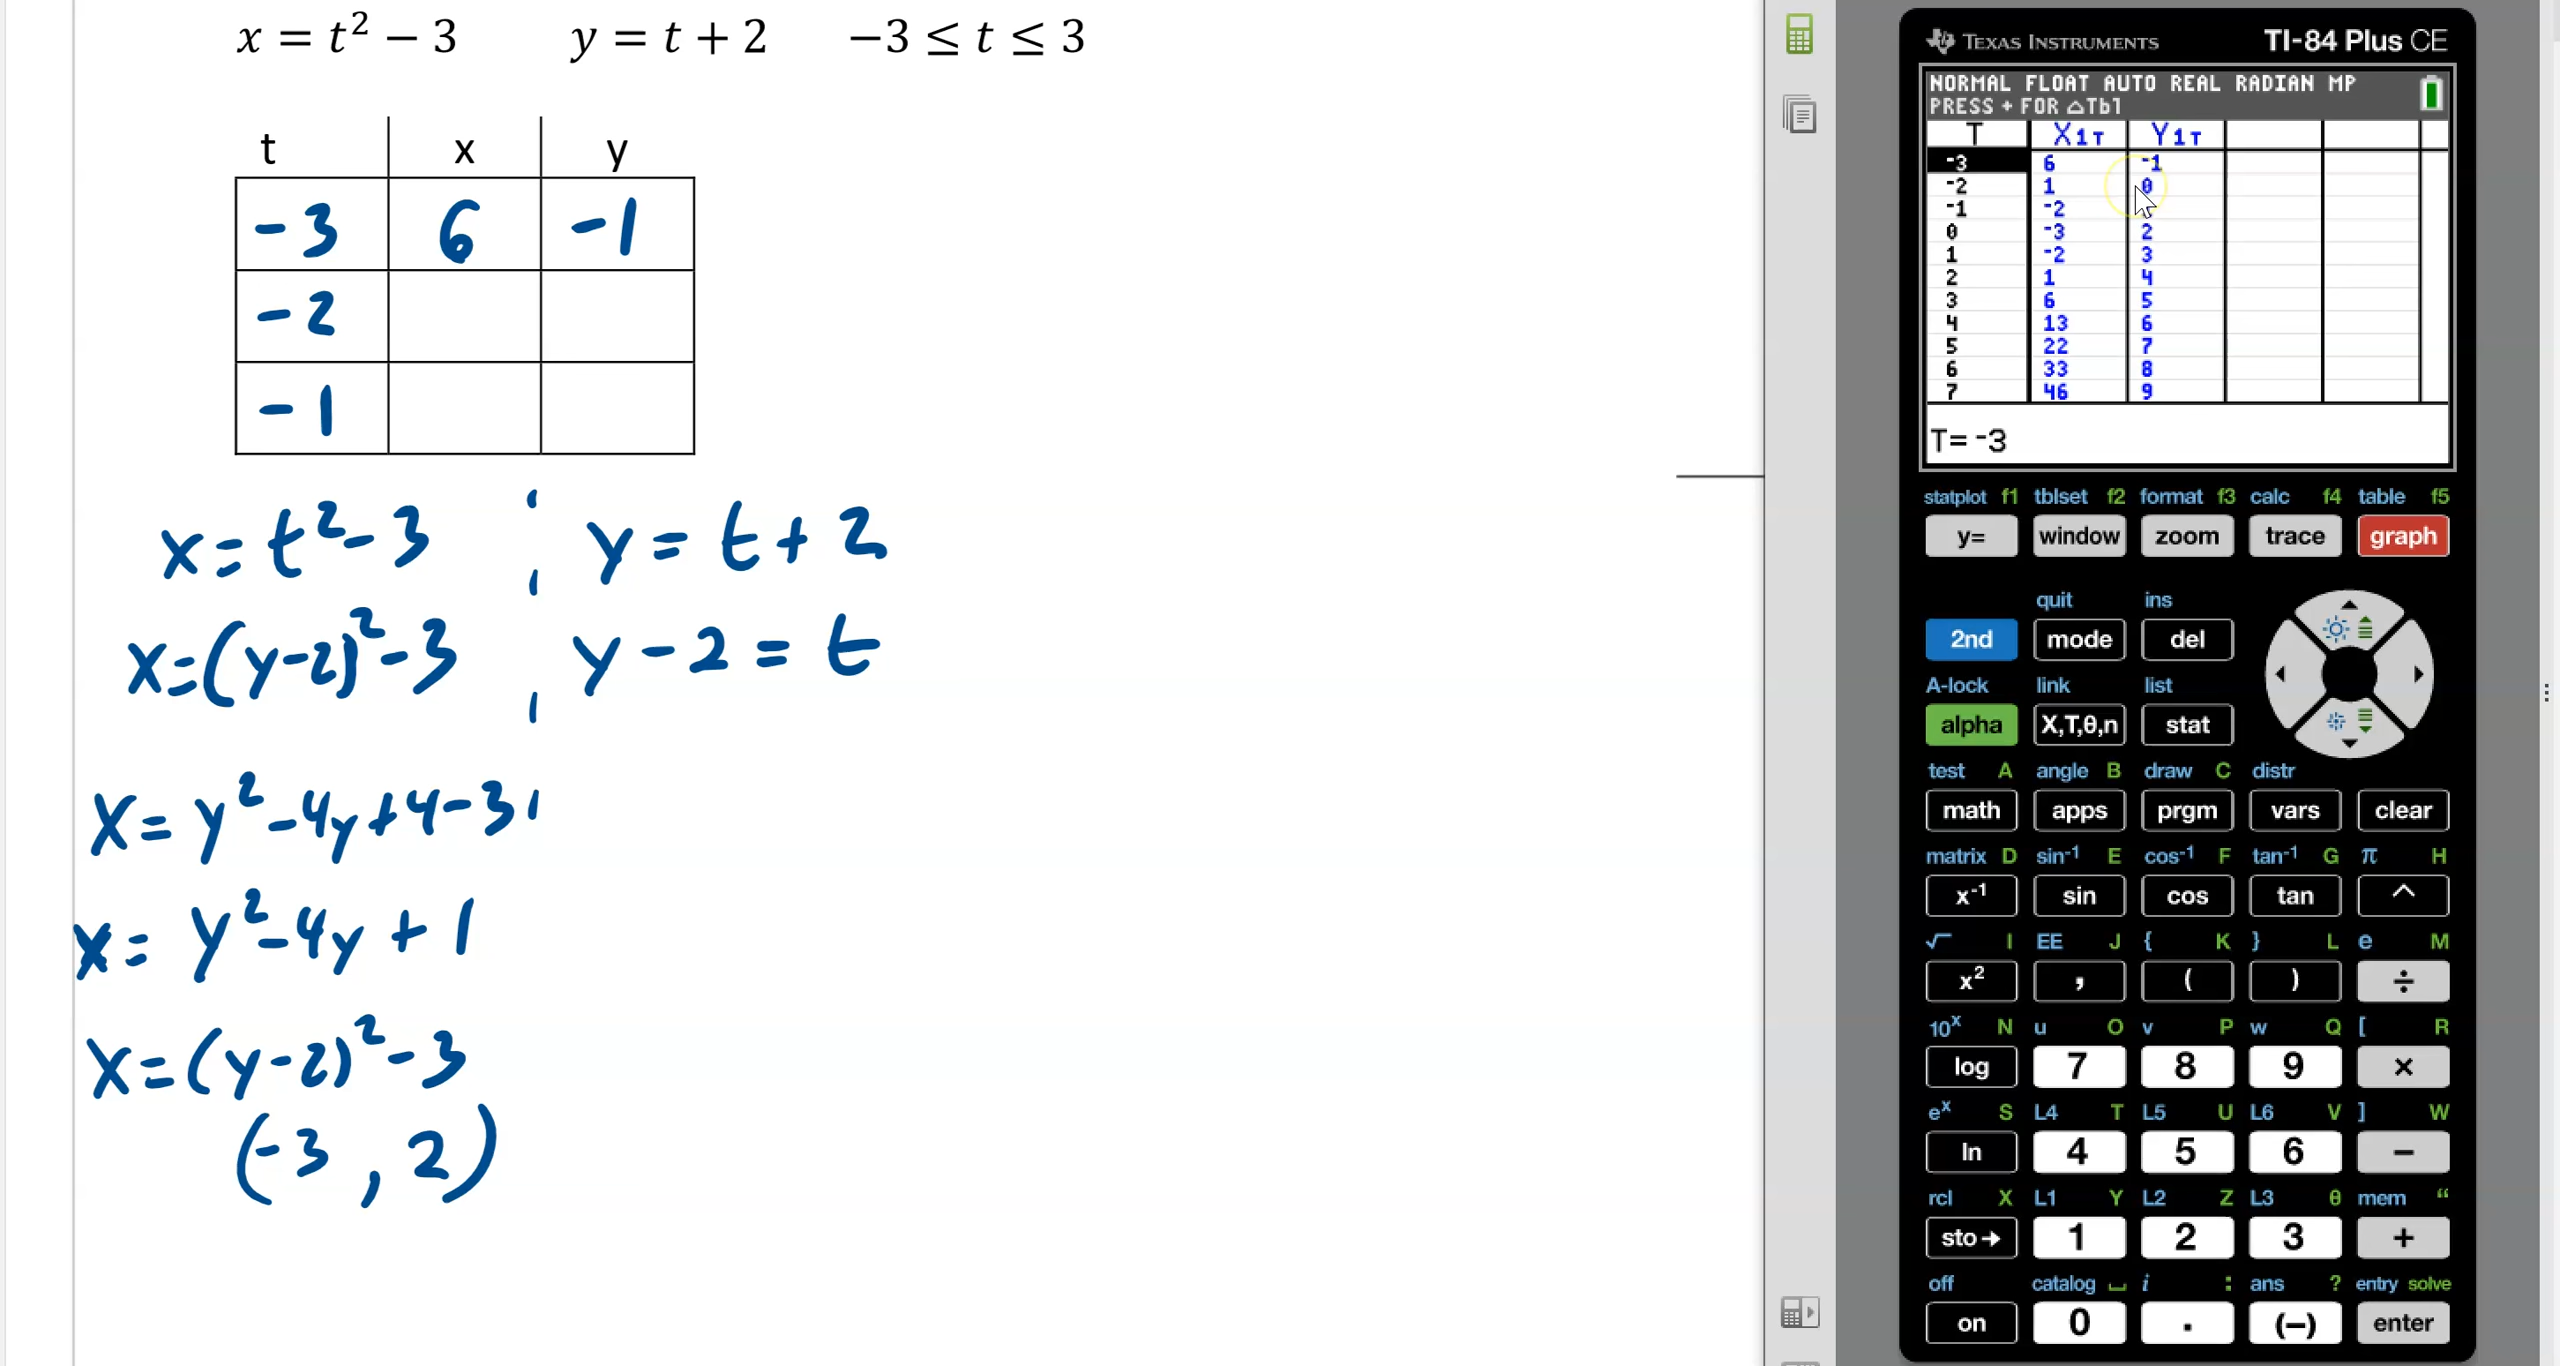 x = t² − 3 y = t + 2 −3 ≤ t ≤ 3
t x y
-3 6 -1
-2
-1
x = t² - 3 y = t + 2
x = (y-2)² - 3 y - 2 = t
x = y² - 4y + 4 - 3
x = y² - 4y + 1
x = (y-2)² - 3
(-3 , 2)
TEXAS INSTRUMENTS TI-84 Plus CE
NORMAL FLOAT AUTO REAL RADIAN MP
PRESS + FOR △Tbl
T X1T Y1T
-3 6 -1
-2 1 0
-1 -2
0 -3 2
1 -2 3
2 1 4
3 6 5
4 13 6
5 22 7
6 33 8
7 46 9
T= -3
statplot f1 tblset f2 format f3 calc f4 table f5
y= window zoom trace graph
quit ins
2nd mode del
A-lock link list
alpha X,T,θ,n stat
test A angle B draw C distr
math apps prgm vars clear
matrix D sin⁻¹ E cos⁻¹ F tan⁻¹ G π H
x⁻¹ sin cos tan ^
√ I EE J { K } L e M
x² , ( ) ÷
10ˣ N u O v P w Q [ R
log 7 8 9 ×
eˣ S L4 T L5 U L6 V ] W
ln 4 5 6 −
rcl X L1 Y L2 Z L3 θ mem “
sto→ 1 2 3 +
off catalog ⎵ i : ans ? entry solve
on 0 . (−) enter